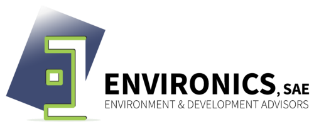 ENVIRONICS, SAE
ENVIRONMENT & DEVELOPMENT ADVISORS